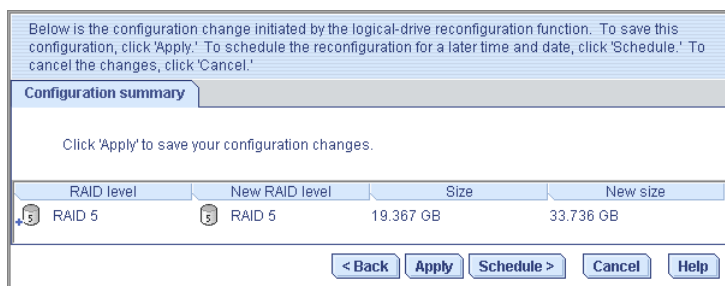 Below is the configuration change initiated by the logical-drive reconfiguration function. To save this
configuration, click 'Apply.' To schedule the reconfiguration for a later time and date, click 'Schedule.' To
cancel the changes, click 'Cancel.'
Configuration summary
Click 'Apply' to save your configuration changes.
RAID level New RAID level Size New size
5 RAID 5 5 RAID 5 19.367 GB 33.736 GB
< Back Apply Schedule > Cancel Help